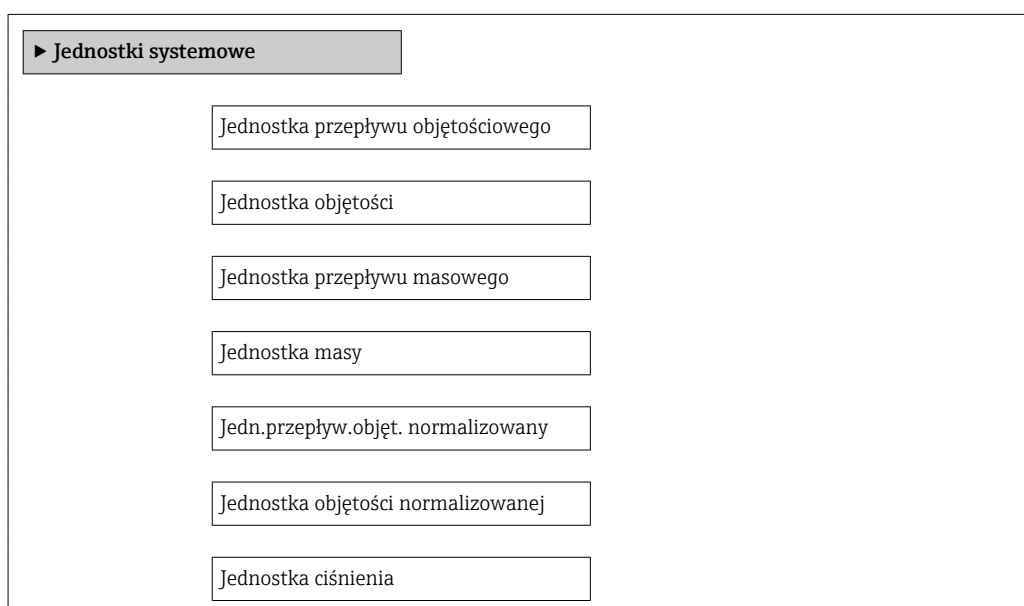 ▶ Jednostki systemowe
Jednostka przepływu objętościowego
Jednostka objętości
Jednostka przepływu masowego
Jednostka masy
Jedn.przepływ.objęt. normalizowany
Jednostka objętości normalizowanej
Jednostka ciśnienia